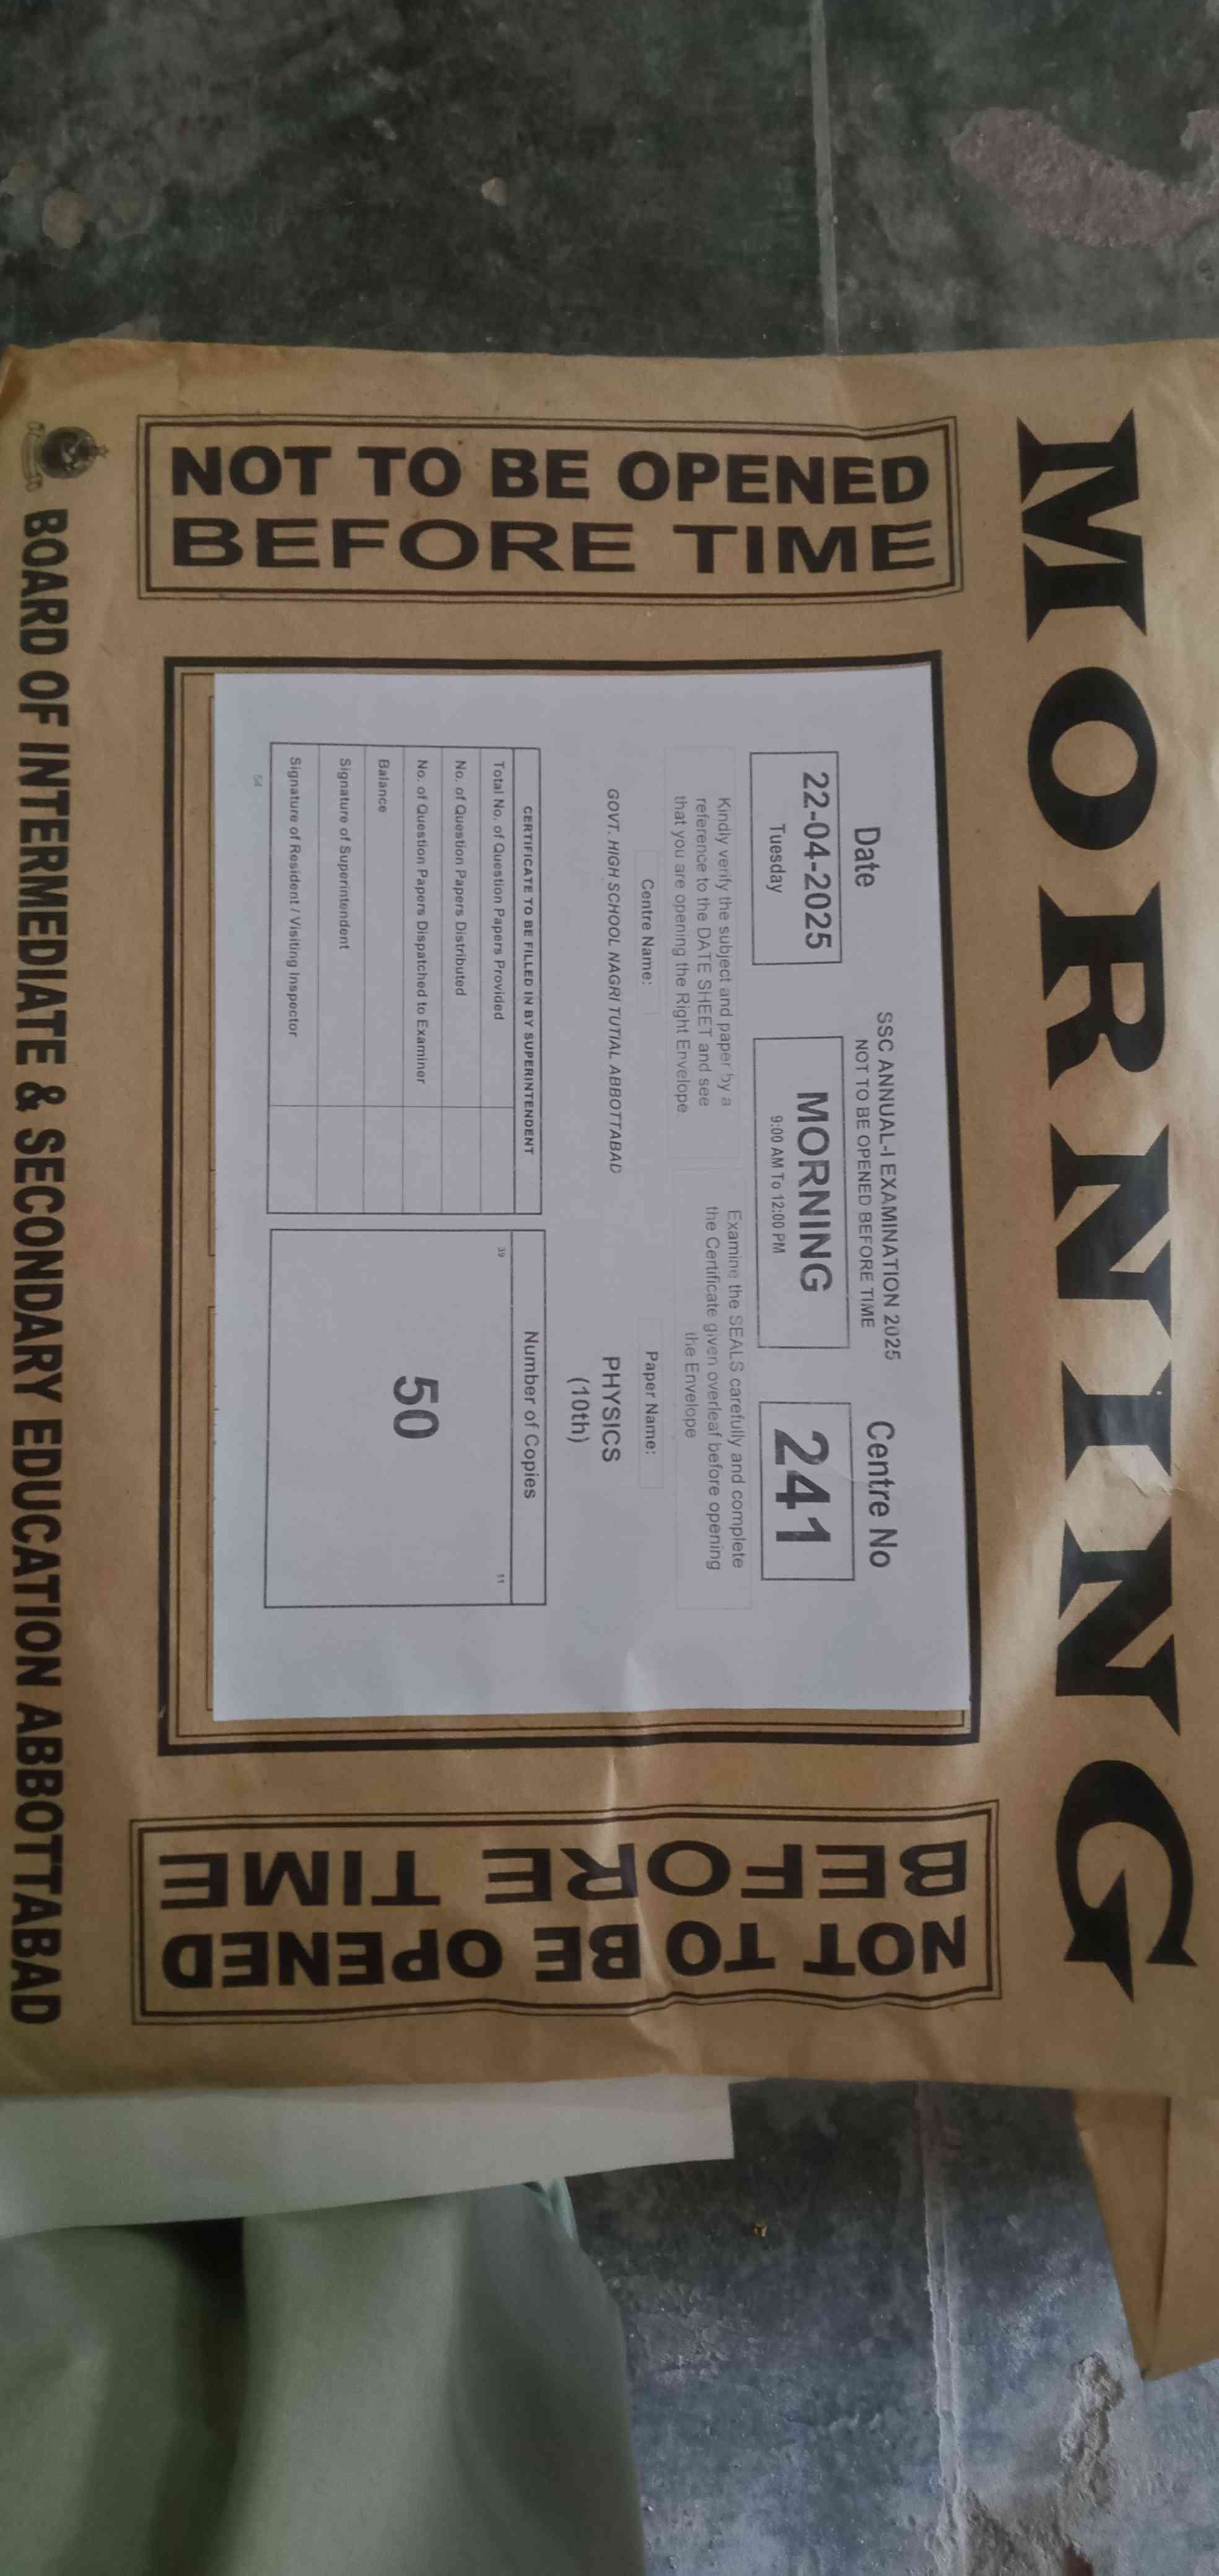 MORNING
NOT TO BE OPENED
BEFORE TIME
SSC ANNUAL-I EXAMINATION 2025
NOT TO BE OPENED BEFORE TIME
Date
22-04-2025
Tuesday
MORNING
9:00 AM To 12:00 PM
Centre No
241
Kindly verify the subject and paper by a
reference to the DATE SHEET and see
that you are opening the Right Envelope
Examine the SEALS carefully and complete
the Certificate given overleaf before opening
the Envelope
Centre Name:
GOVT. HIGH SCHOOL NAGRI TUTIAL ABBOTTABAD
Paper Name:
PHYSICS
(10th)
CERTIFICATE TO BE FILLED IN BY SUPERINTENDENT
Total No. of Question Papers Provided
No. of Question Papers Distributed
No. of Question Papers Dispatched to Examiner
Balance
Signature of Superintendent
Signature of Resident / Visiting Inspector
Number of Copies
39
11
50
54
NOT TO BE OPENED
BEFORE TIME
BOARD OF INTERMEDIATE & SECONDARY EDUCATION ABBOTTABAD